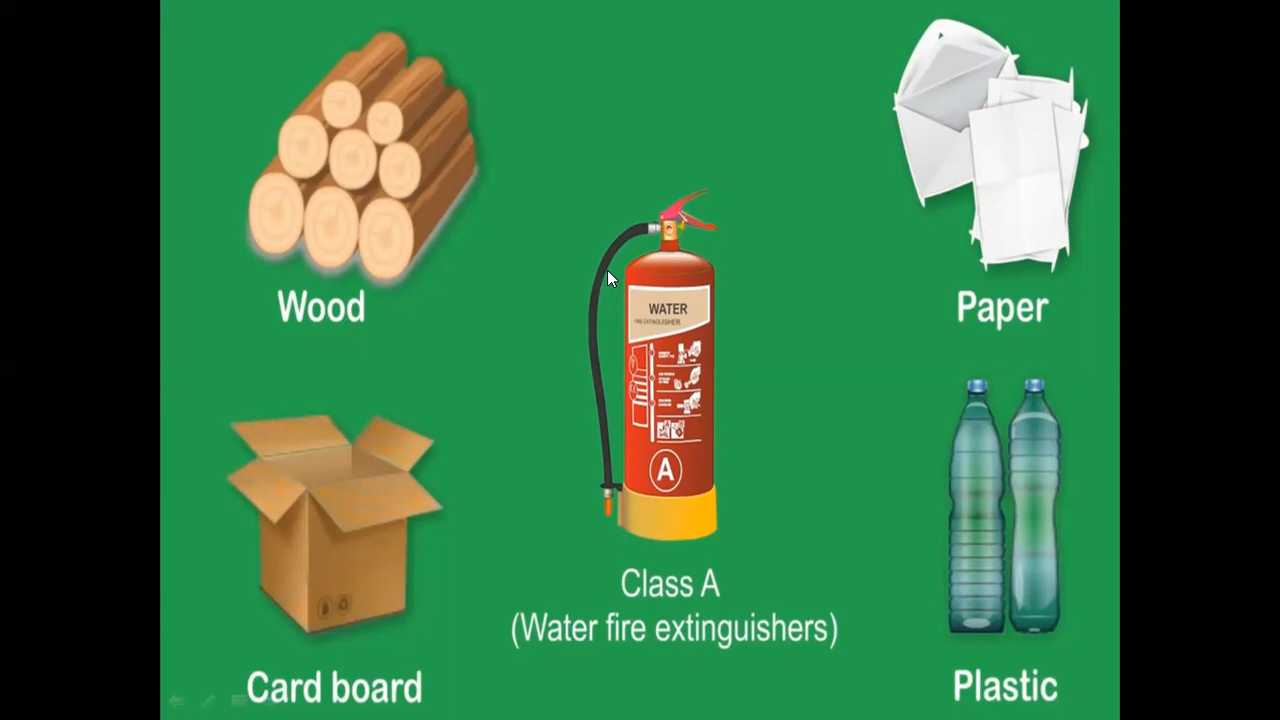 Wood
Paper
WATER
FIRE EXTINGUISHER
A
Class A
(Water fire extinguishers)
Card board
Plastic